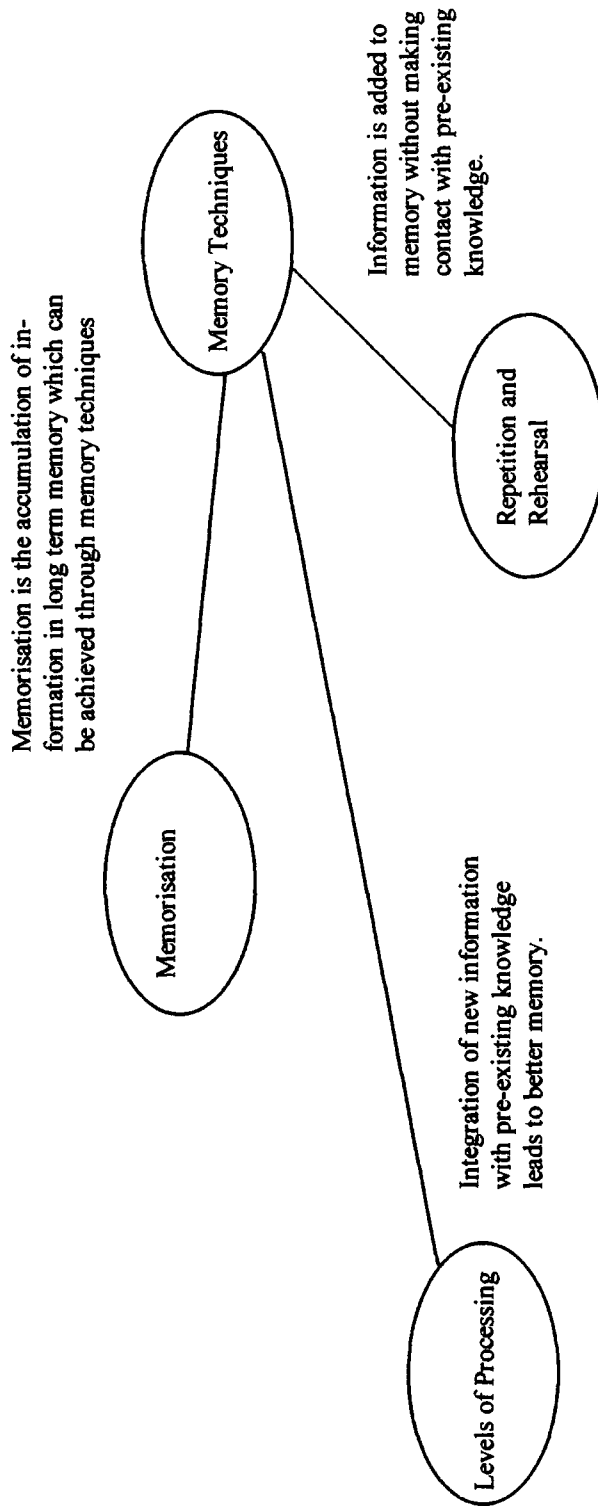 Memorisation is the accumulation of in-
formation in long term memory which can
be achieved through memory techniques
Memorisation
Memory Techniques
Levels of Processing
Integration of new information
with pre-existing knowledge
leads to better memory.
Repetition and
Rehearsal
Information is added to
memory without making
contact with pre-existing
knowledge.